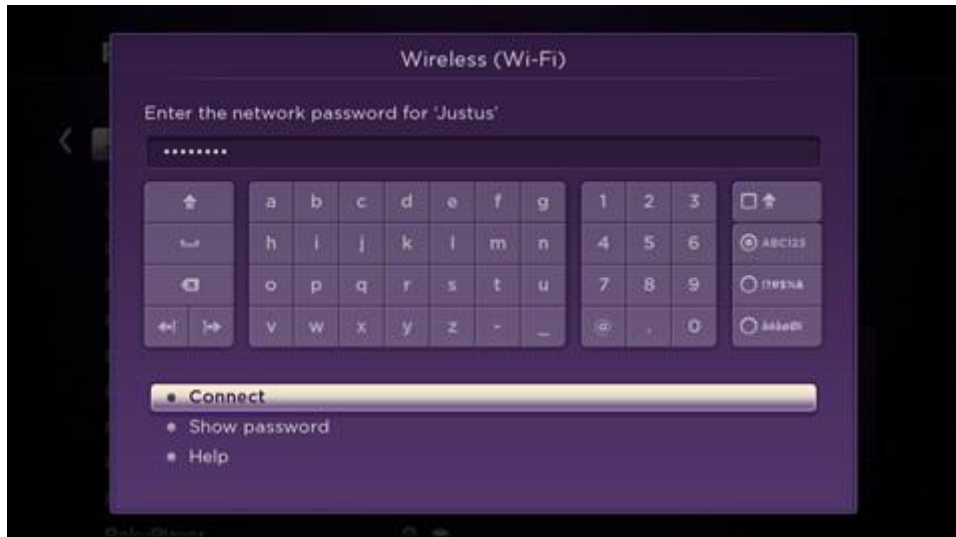 Wireless (Wi-Fi)
Enter the network password for 'Justus'
••••••••
a b c d e f g 1 2 3
h i j k l m n 4 5 6 ABC123
o p q r s t u 7 8 9
v w x y z - _ @ . 0
Connect
Show password
Help